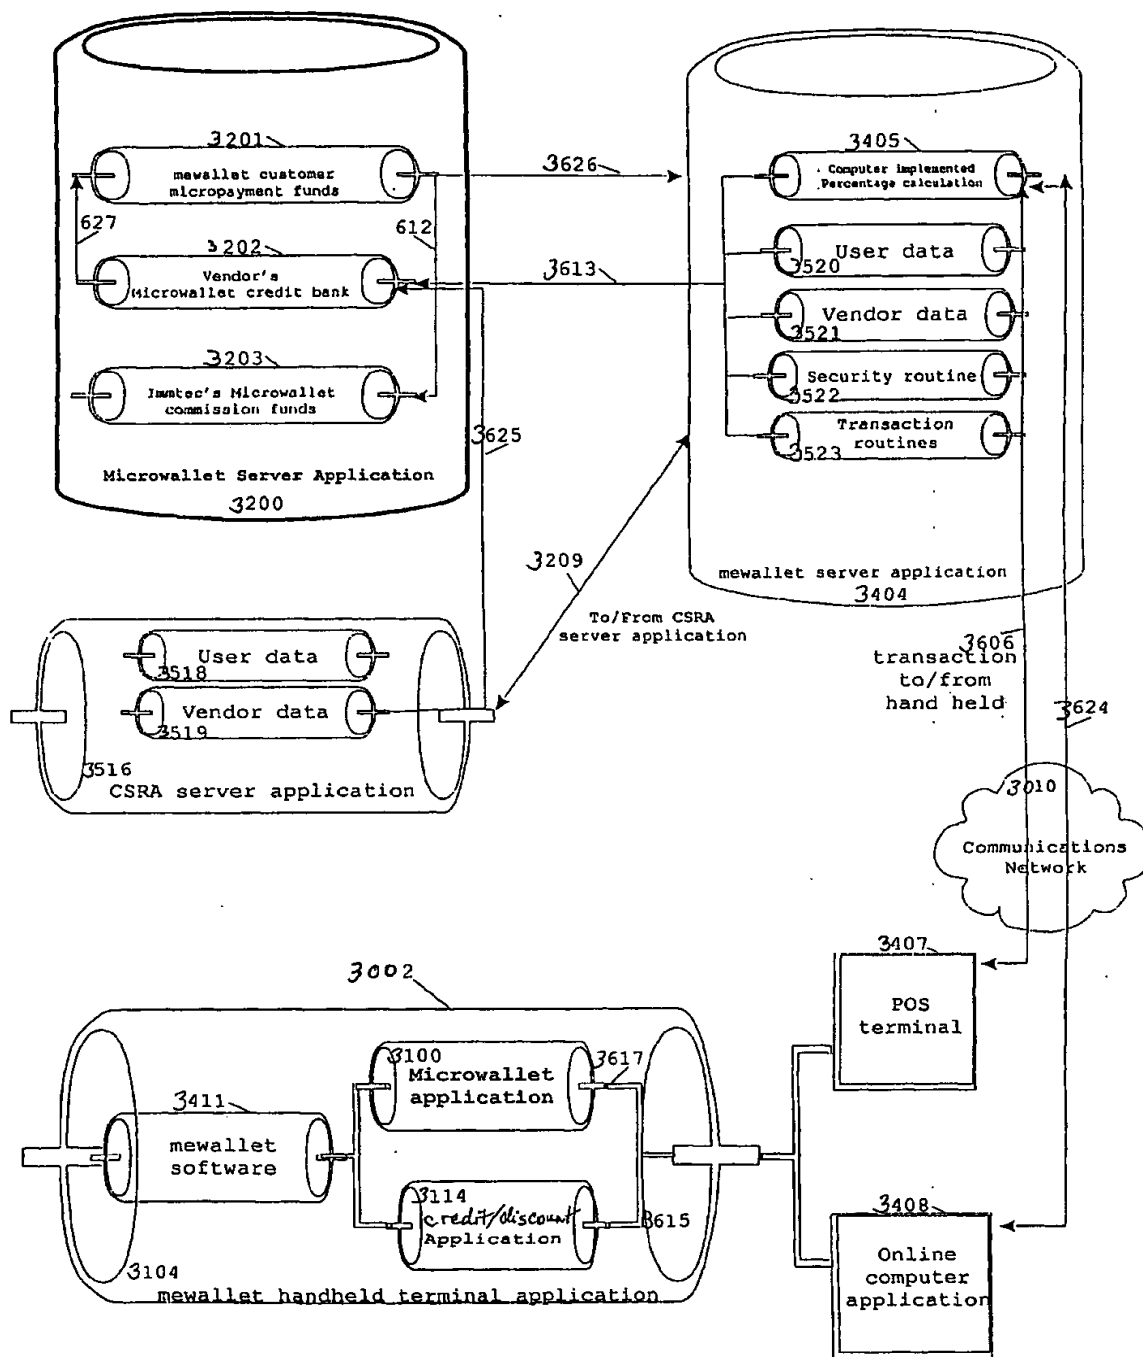 3201
mewallet customer
micropayment funds
627
612
3202
Vendor's
Microwallet credit bank
3203
Immtec's Microwallet
commission funds
Microwallet Server Application
3200
3626
3613
3625
3405
Computer implemented
Percentage calculation
User data
3520
Vendor data
3521
Security routine
3522
Transaction
routines
3523
mewallet server application
3404
3209
To/From CSRA
server application
User data
3518
Vendor data
3519
3516
CSRA server application
3606
transaction
to/from
hand held
3624
3010
Communications
Network
3407
POS
terminal
3002
3100
Microwallet
application
3617
3411
mewallet
software
3114
credit/discount
Application
3615
3104
mewallet handheld terminal application
3408
Online
computer
application